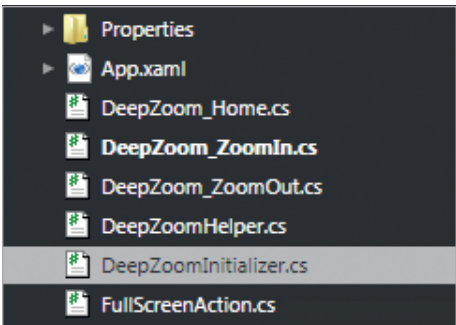 Properties
App.xaml
DeepZoom_Home.cs
DeepZoom_ZoomIn.cs
DeepZoom_ZoomOut.cs
DeepZoomHelper.cs
DeepZoomInitializer.cs
FullScreenAction.cs